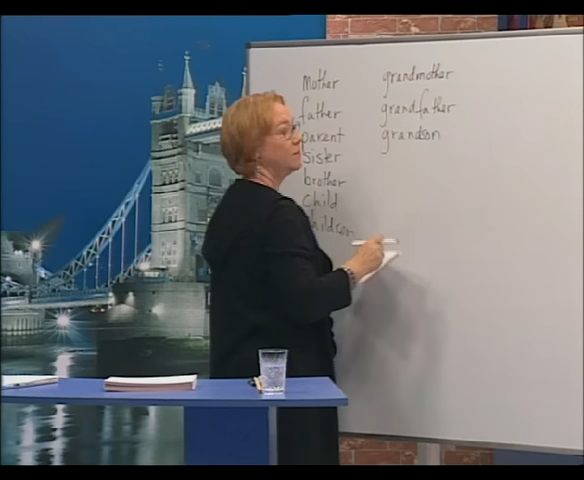 Mother
father
parent
sister
brother
child
children
grandmother
grandfather
grandson